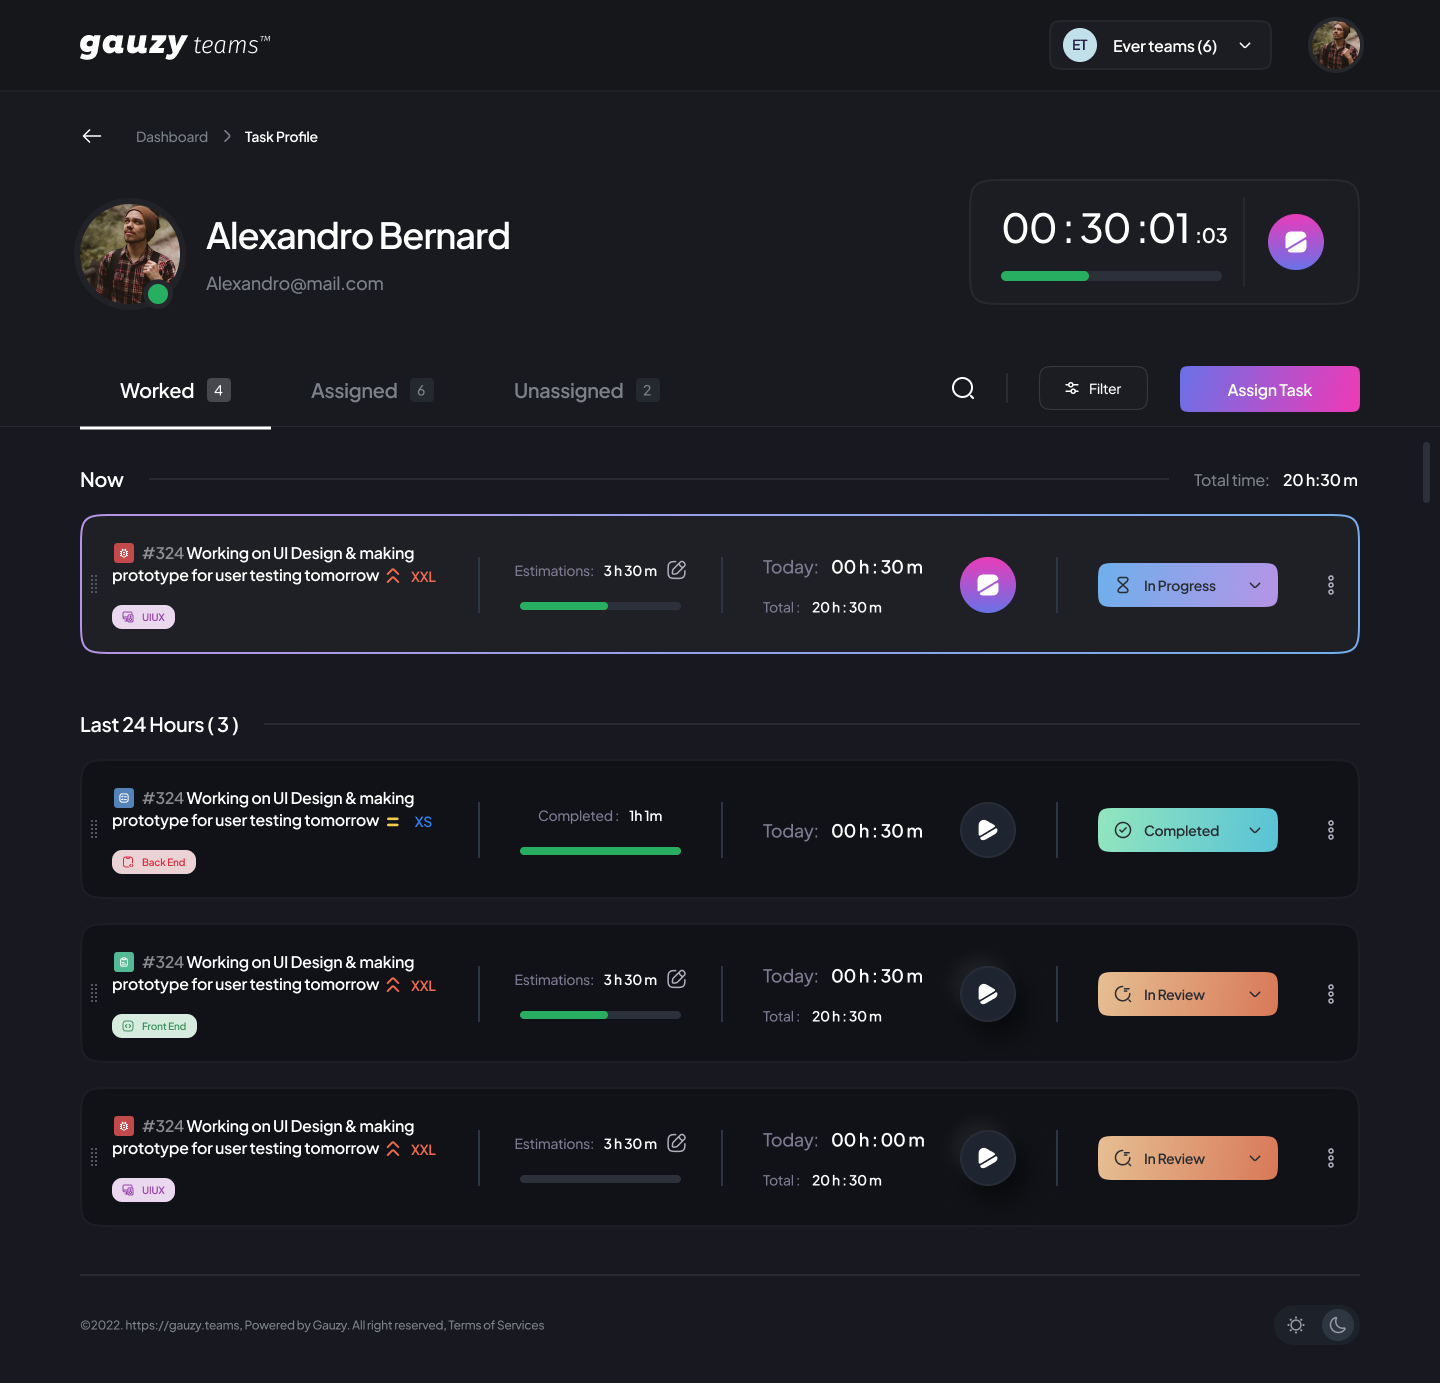 gauzy teams™
ET Ever teams (6)
Dashboard Task Profile
Alexandro Bernard
Alexandro@mail.com
00 : 30 :01 :03
Worked 4 Assigned 6 Unassigned 2 Filter Assign Task
Now Total time: 20 h:30 m
#324 Working on UI Design & making
prototype for user testing tomorrow XXL
UIUX
Estimations: 3 h 30 m
Today: 00 h : 30 m
Total : 20 h : 30 m
In Progress
Last 24 Hours ( 3 )
#324 Working on UI Design & making
prototype for user testing tomorrow XS
Back End
Completed : 1h 1m
Today: 00 h : 30 m
Completed
#324 Working on UI Design & making
prototype for user testing tomorrow XXL
Front End
Estimations: 3 h 30 m
Today: 00 h : 30 m
Total : 20 h : 30 m
In Review
#324 Working on UI Design & making
prototype for user testing tomorrow XXL
UIUX
Estimations: 3 h 30 m
Today: 00 h : 00 m
Total : 20 h : 30 m
In Review
©2022. https://gauzy.teams, Powered by Gauzy. All right reserved, Terms of Services